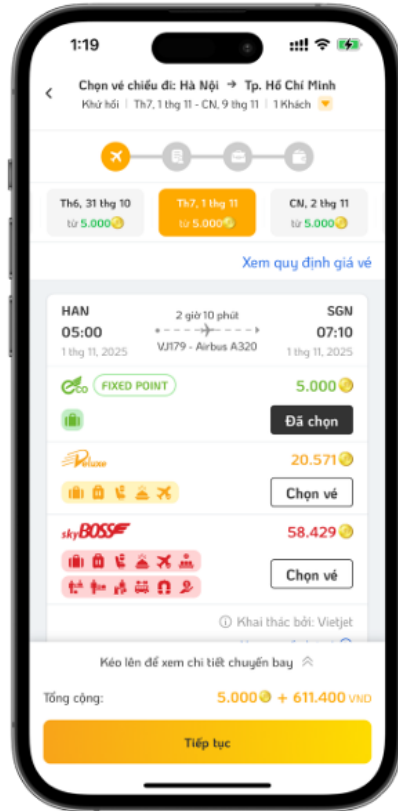 1:19
Chọn vé chiều đi: Hà Nội → Tp. Hồ Chí Minh
Khứ hồi | Th7, 1 thg 11 - CN, 9 thg 11 | 1 Khách
Th6, 31 thg 10
từ 5.000
Th7, 1 thg 11
từ 5.000
CN, 2 thg 11
từ 5.000
Xem quy định giá vé
HAN 2 giờ 10 phút SGN
05:00 07:10
1 thg 11, 2025 VJ179 - Airbus A320 1 thg 11, 2025
eco FIXED POINT 5.000
Đã chọn
Deluxe 20.571
Chọn vé
skyBOSS 58.429
Chọn vé
Khai thác bởi: Vietjet
Kéo lên để xem chi tiết chuyến bay
Tổng cộng: 5.000 + 611.400 VND
Tiếp tục